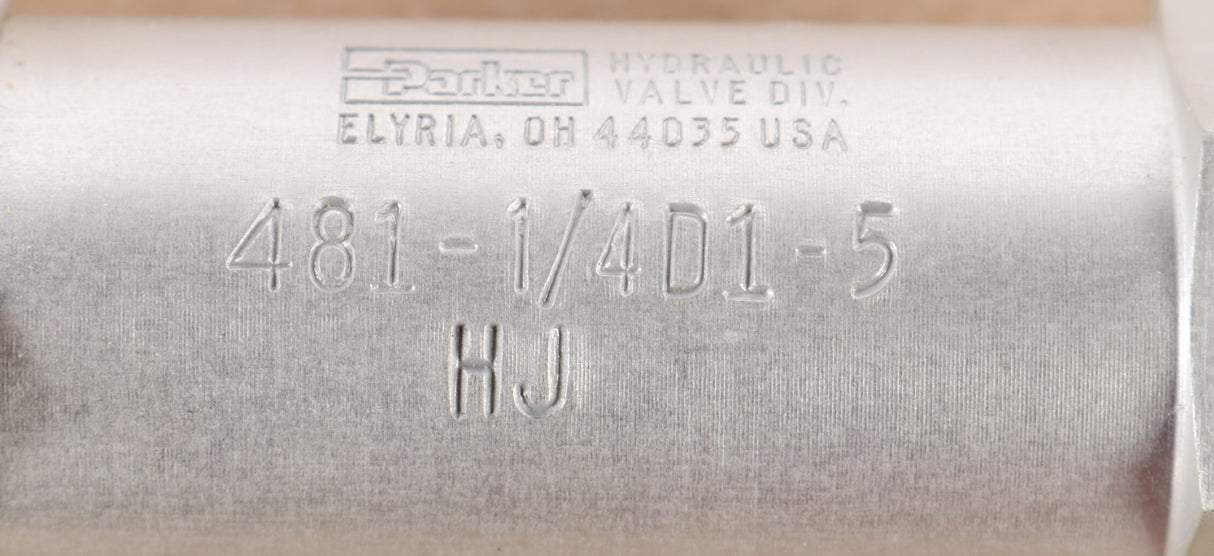 Parker HYDRAULIC
VALVE DIV.
ELYRIA, OH 44035 USA
481-1/4D1-5
HJ